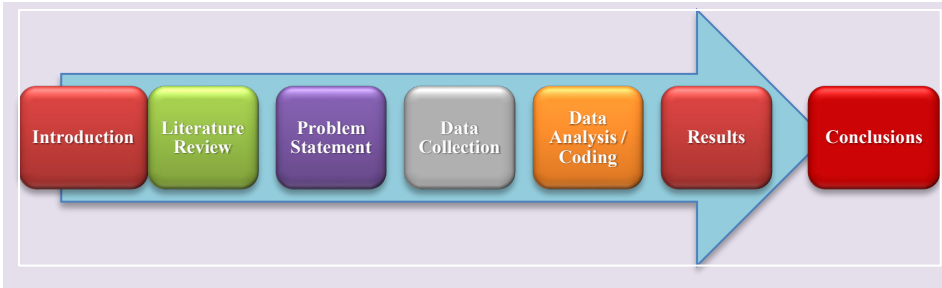 Introduction
Literature
Review
Problem
Statement
Data
Collection
Data
Analysis /
Coding
Results
Conclusions